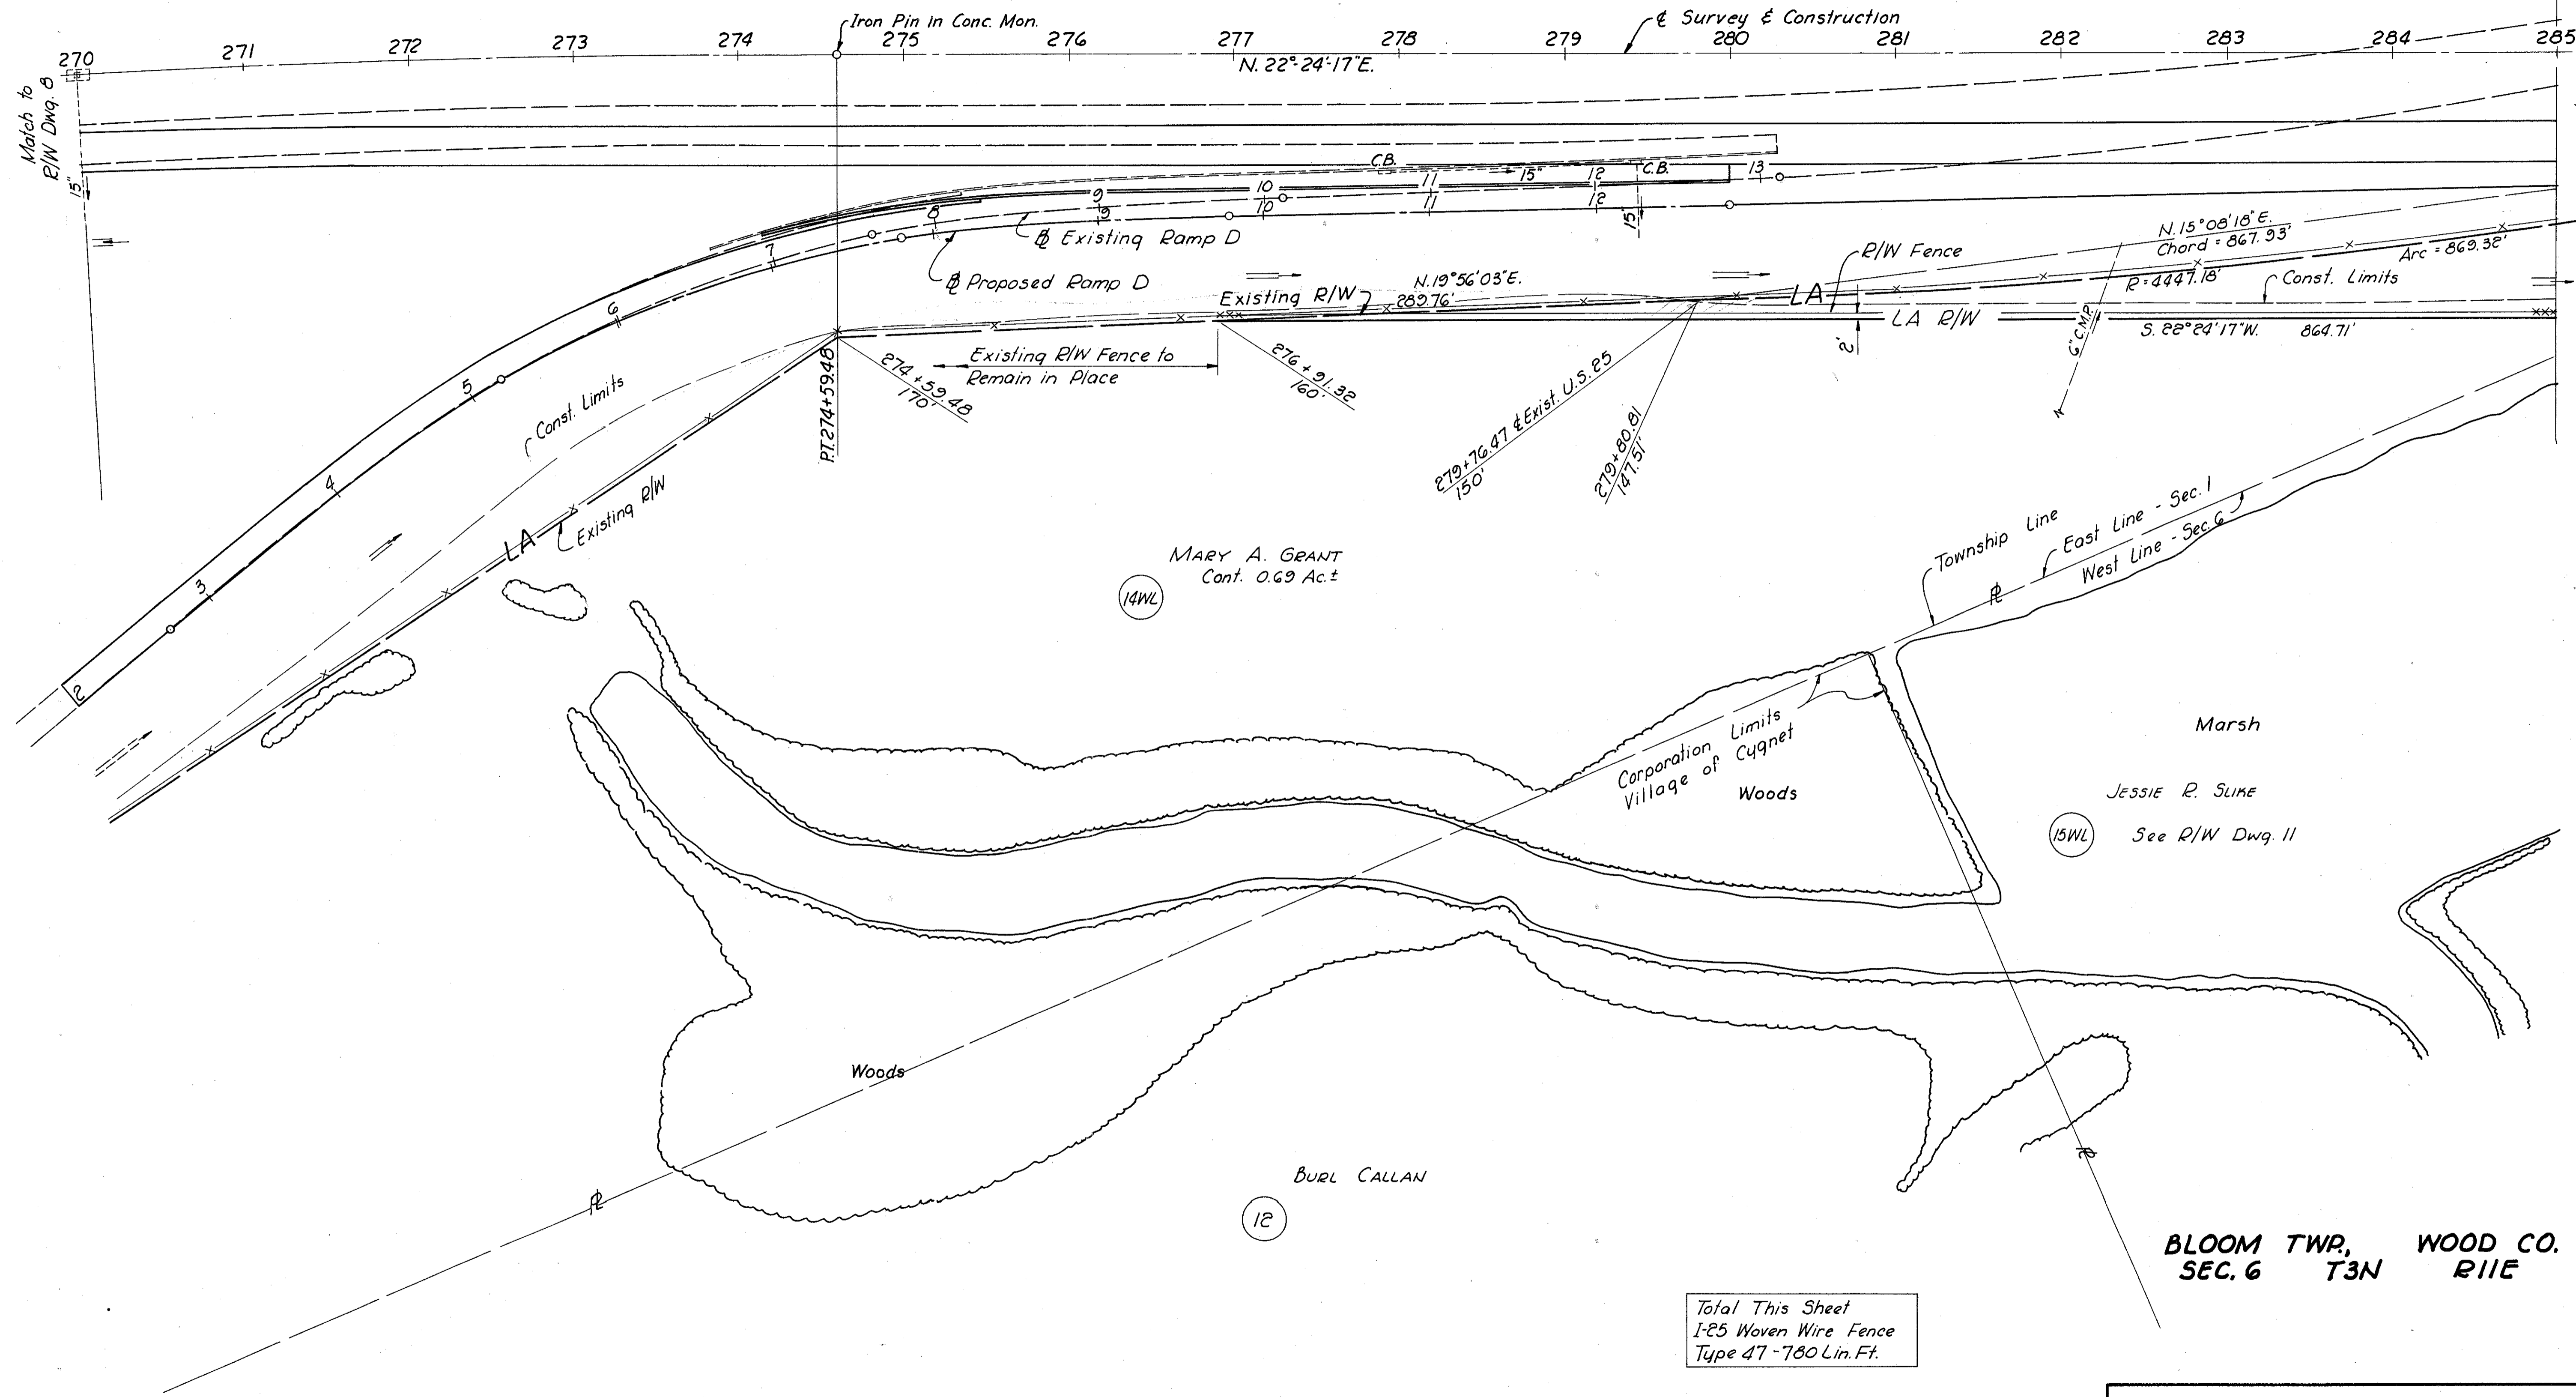 Iron Pin in Conc. Mon.
℄ Survey & Construction
270 271 272 273 274 275 276 277 278 279 280 281 282 283 284 285
N. 22°-24'-17"E.
Match to
R/W Dwg. 8
15"
C.B.
15"
C.B.
13
9 10 11 12
8 9 10 11 12
15"
7
6
5
4
3
2
Existing Ramp D
Proposed Ramp D
N. 15°08'18"E.
Chord = 867.93'
Arc = 869.32'
R = 4447.18'
R/W Fence
Const. Limits
N. 19°56'03"E.
289.76'
Existing R/W
LA
LA R/W
S. 22°24'17"W. 864.71'
2'
6" C.M.P.
Existing R/W Fence to
Remain in Place
P.T. 274+59.48
274+59.48
170'
276+91.32
160'
279+76.47 ℄ Exist. U.S. 25
150'
279+80.81
147.51'
Const. Limits
LA
Existing R/W
MARY A. GRANT
Cont. 0.69 Ac.±
14WL
Township Line
East Line - Sec. 1
West Line - Sec. 6
PL
Corporation Limits
Village of Cygnet
Woods
Marsh
JESSIE R. SLIKE
15WL See R/W Dwg. 11
Woods
PL
PL
BURL CALLAN
12
BLOOM TWP., WOOD CO.
SEC. 6 T3N R11E
Total This Sheet
I-25 Woven Wire Fence
Type 47 - 780 Lin. Ft.